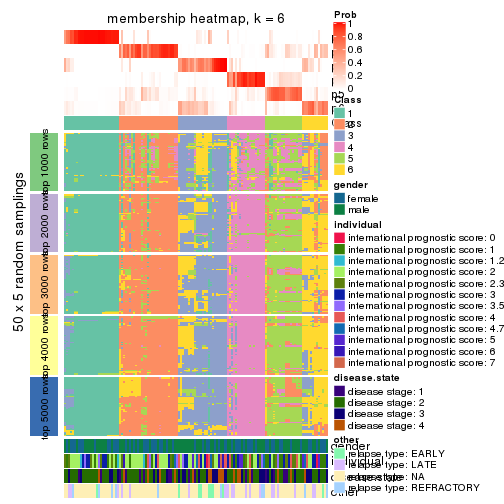 membership heatmap, k = 6
50 x 5 random samplings
top 1000 rows
top 2000 rows
top 3000 rows
top 4000 rows
top 5000 rows
Prob
1
0.8
0.6
0.4
0.2
0
Class
1
2
3
4
5
6
gender
female
male
individual
international prognostic score: 0
international prognostic score: 1
international prognostic score: 1.2
international prognostic score: 2
international prognostic score: 2.3
international prognostic score: 3
international prognostic score: 3.5
international prognostic score: 4
international prognostic score: 4.7
international prognostic score: 5
international prognostic score: 6
international prognostic score: 7
disease.state
disease stage: 1
disease stage: 2
disease stage: 3
disease stage: 4
other
relapse type: EARLY
relapse type: LATE
relapse type: NA
relapse type: REFRACTORY
gender
individual
disease.state
other